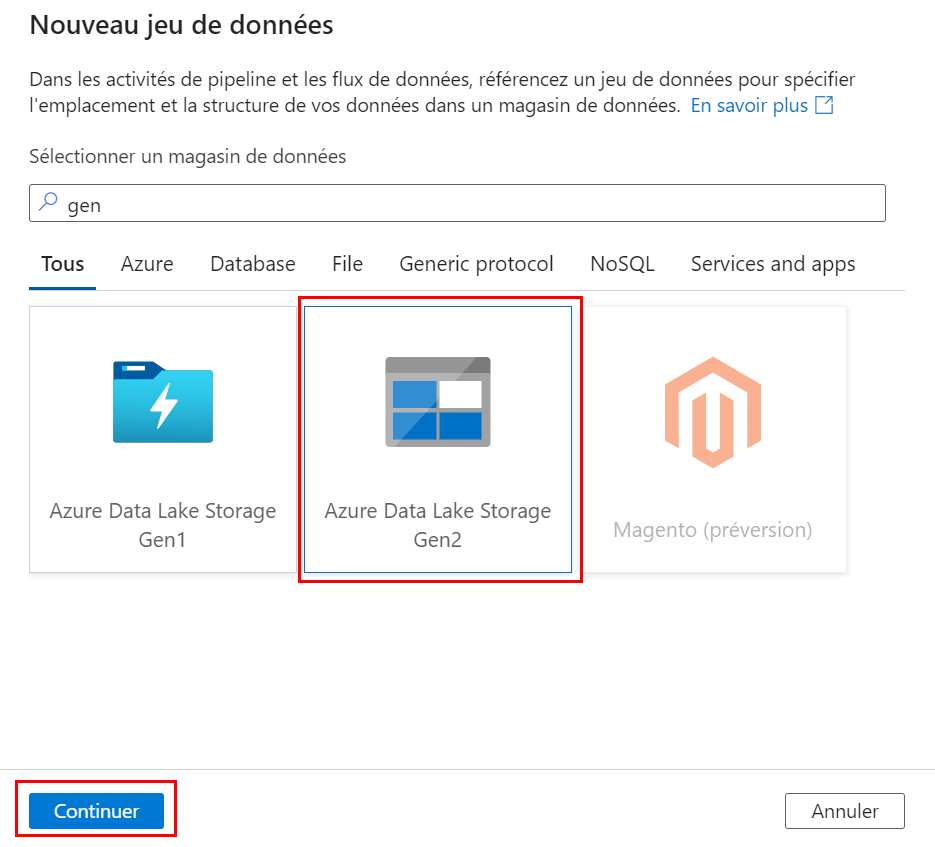 Nouveau jeu de données
Dans les activités de pipeline et les flux de données, référencez un jeu de données pour spécifier
l'emplacement et la structure de vos données dans un magasin de données. En savoir plus
Sélectionner un magasin de données
gen
Tous Azure Database File Generic protocol NoSQL Services and apps
Azure Data Lake Storage
Gen1
Azure Data Lake Storage
Gen2
Magento (préversion)
Continuer
Annuler